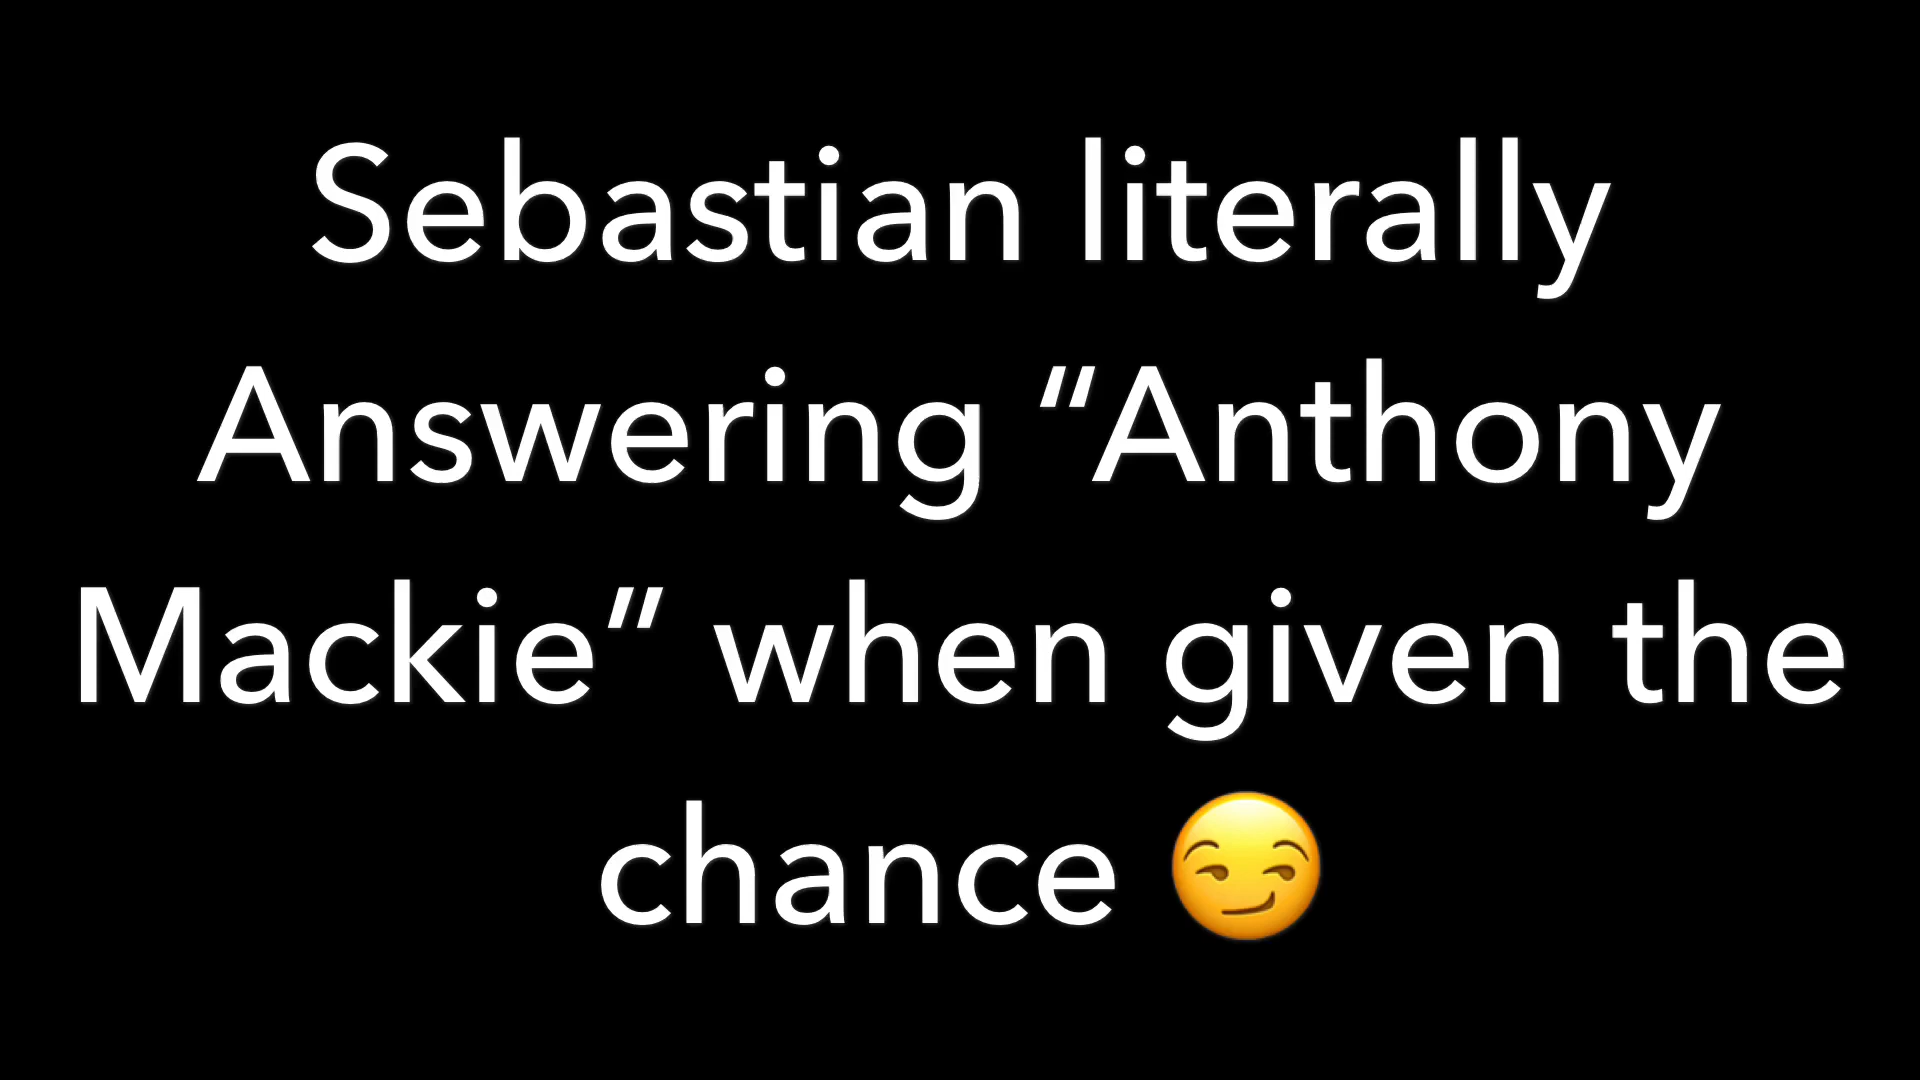 Sebastian literally
Answering “Anthony
Mackie” when given the
chance 😏